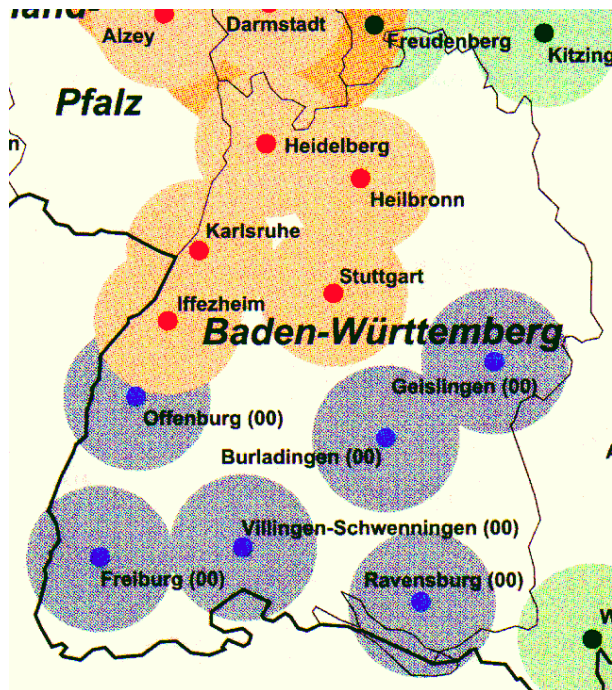 land-
Alzey
Darmstadt
Freudenberg
Kitzing
Pfalz
n
Heidelberg
Heilbronn
Karlsruhe
Stuttgart
Iffezheim
Baden-Württemberg
Geislingen (00)
Offenburg (00)
Burladingen (00)
A
Villingen-Schwenningen (00)
Freiburg (00)
Ravensburg (00)
W